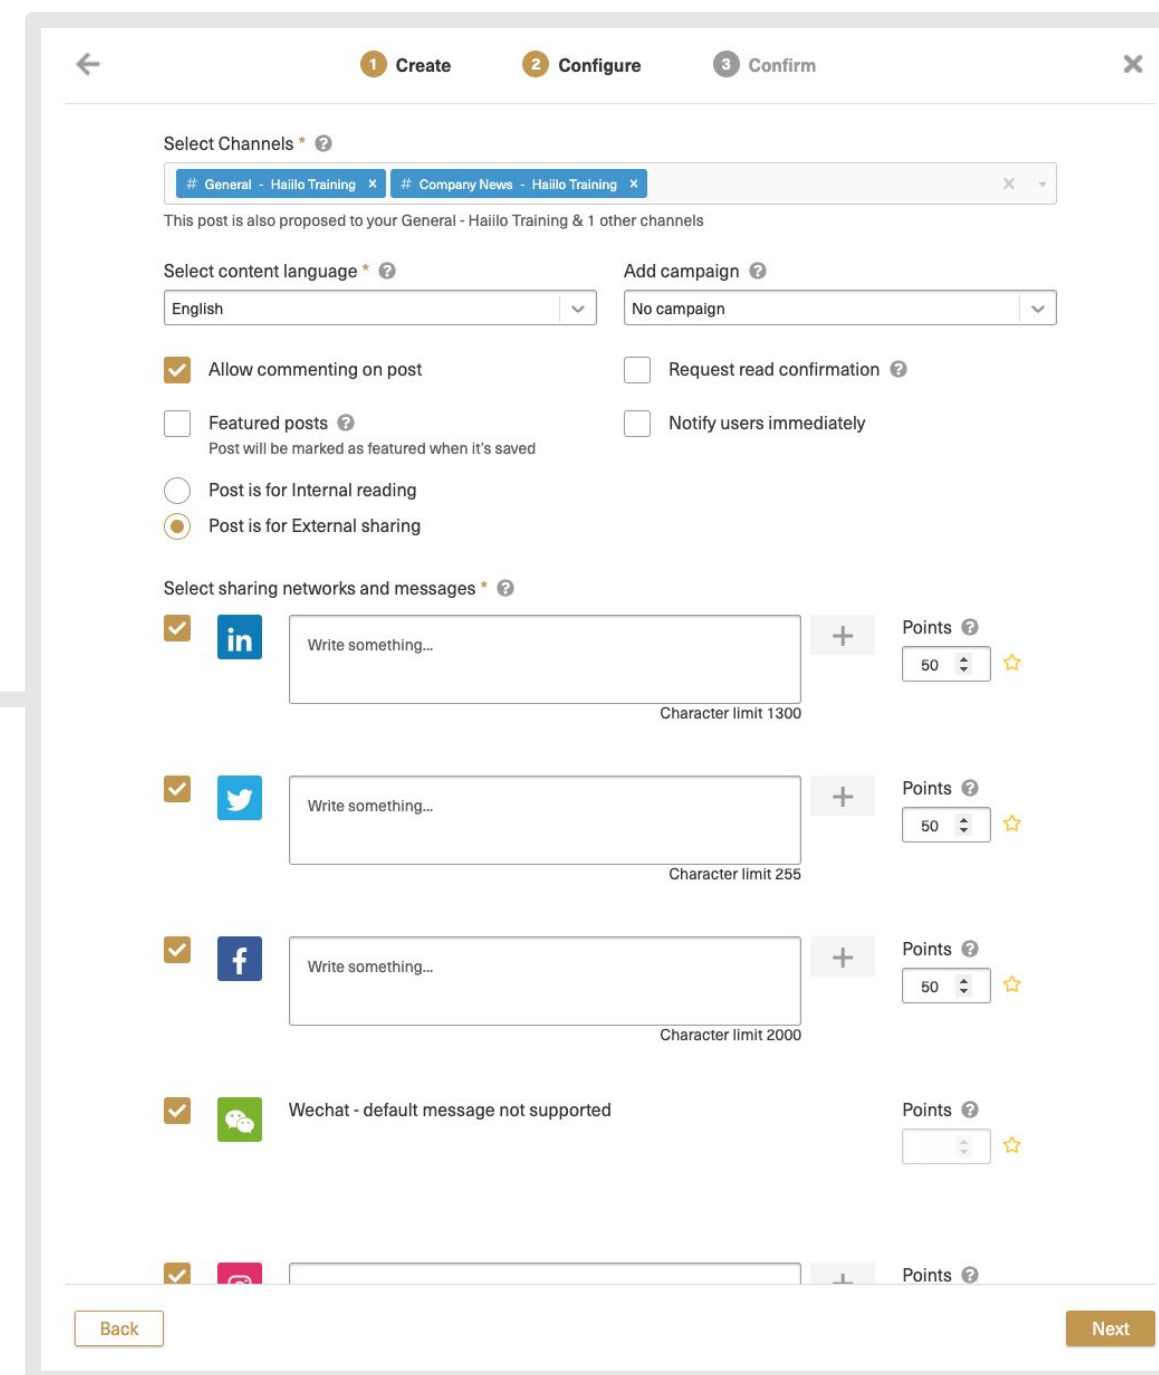 1 Create 2 Configure 3 Confirm
Select Channels * ?
# General - Haiilo Training × # Company News - Haiilo Training ×
This post is also proposed to your General - Haiilo Training & 1 other channels
Select content language * ? Add campaign ?
English No campaign
Allow commenting on post Request read confirmation ?
Featured posts ? Notify users immediately
Post will be marked as featured when it's saved
Post is for Internal reading
Post is for External sharing
Select sharing networks and messages * ?
in Write something... + Points ?
50
Character limit 1300
Write something... + Points ?
50
Character limit 255
f Write something... + Points ?
50
Character limit 2000
Wechat - default message not supported Points ?
Points ?
Back Next